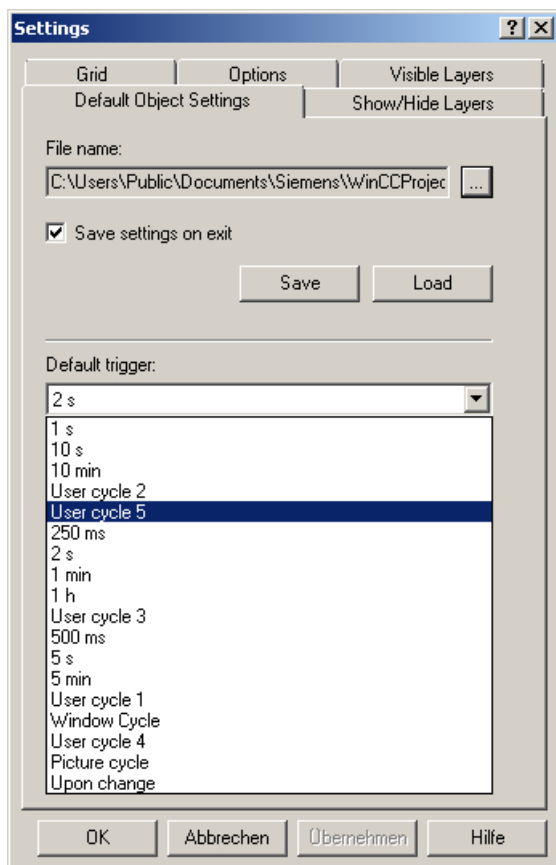 Settings
Grid Options Visible Layers
Default Object Settings Show/Hide Layers
File name:
C:\Users\Public\Documents\Siemens\WinCCProjec ...
Save settings on exit
Save Load
Default trigger:
2 s
1 s
10 s
10 min
User cycle 2
User cycle 5
250 ms
2 s
1 min
1 h
User cycle 3
500 ms
5 s
5 min
User cycle 1
Window Cycle
User cycle 4
Picture cycle
Upon change
OK Abbrechen Übernehmen Hilfe